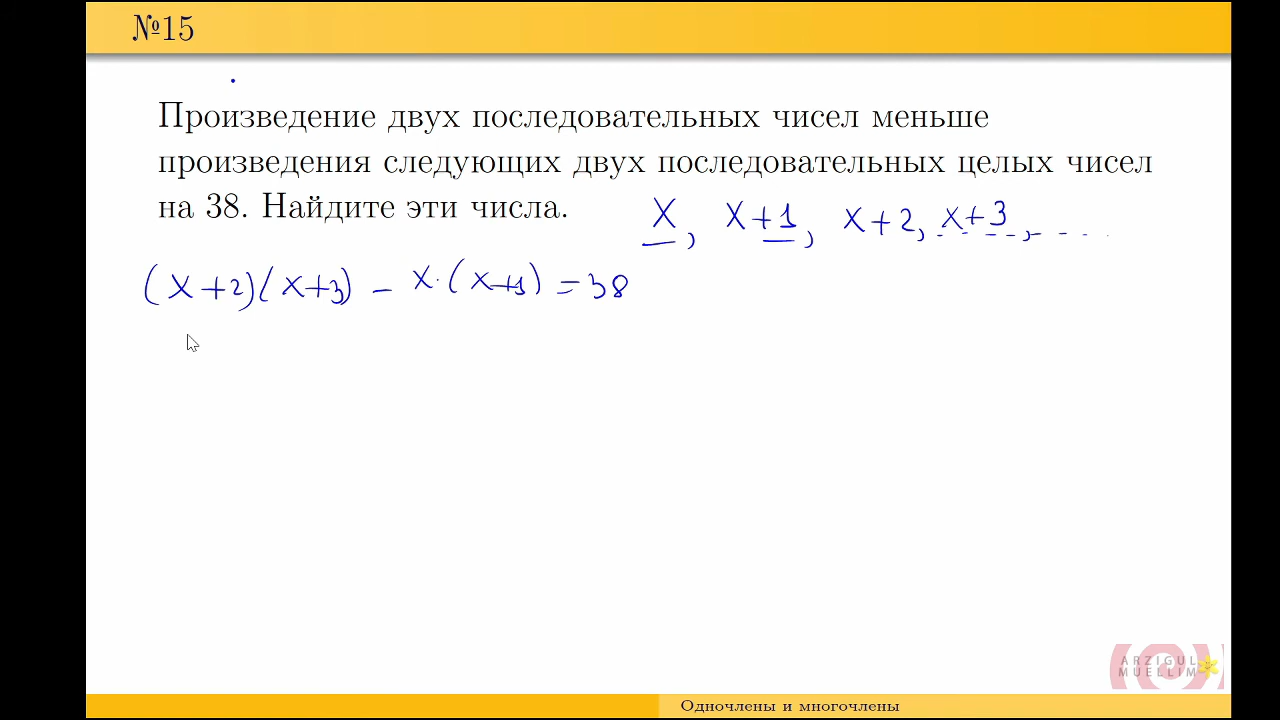 №15
Произведение двух последовательных чисел меньше
произведения следующих двух последовательных целых чисел
на 38. Найдите эти числа.
x, x+1, x+2, x+3,
(x+2)(x+3) - x·(x+1) = 38
ARZIGUL
MUELLIM
Одночлены и многочлены